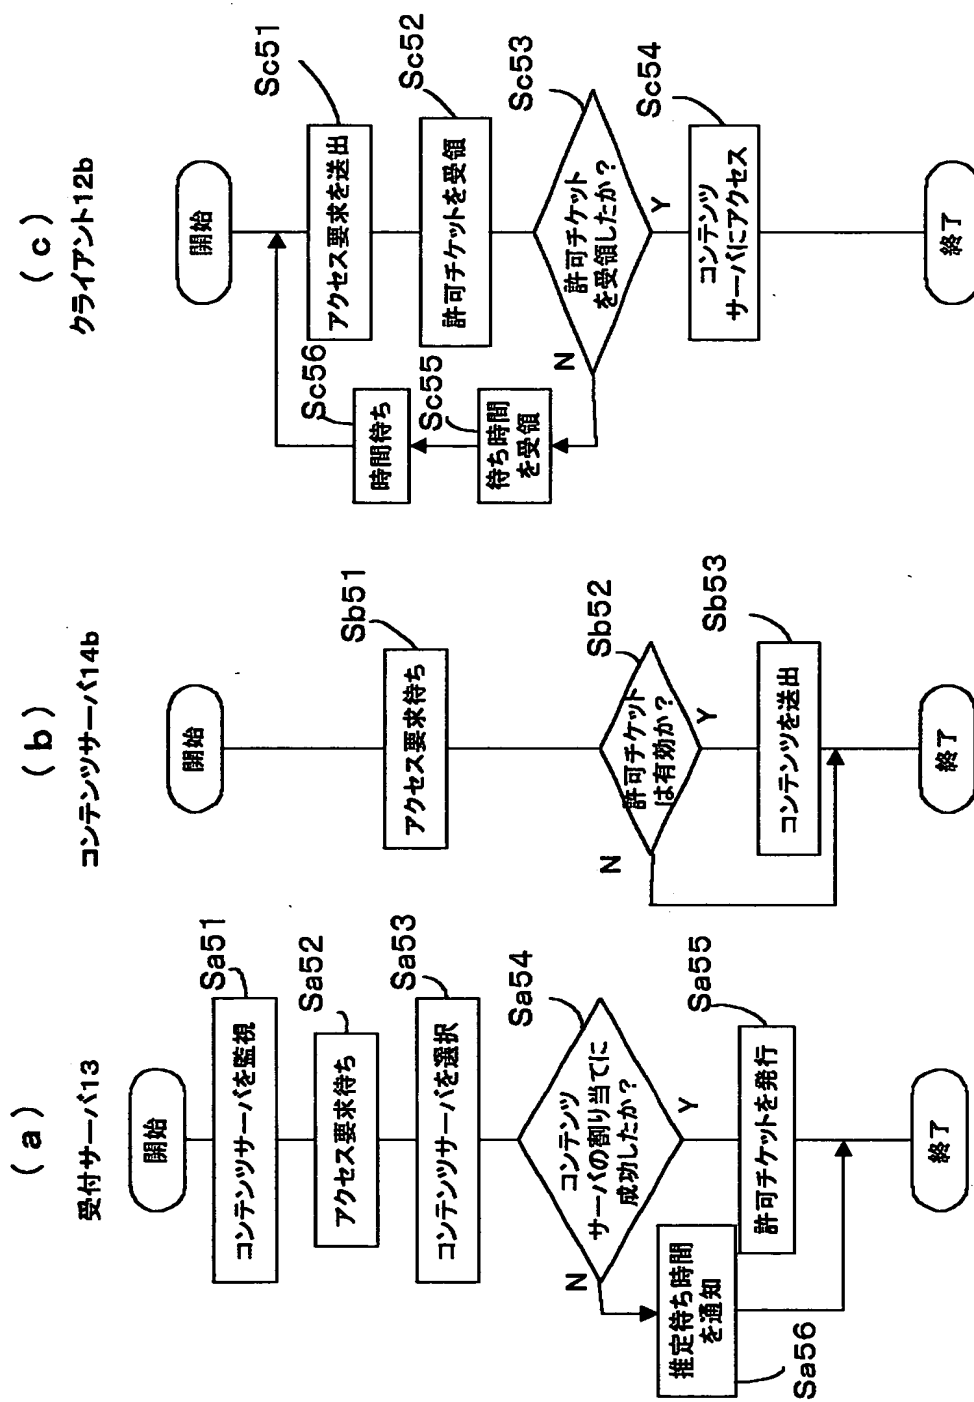 (a)
受付サーバ13
開始
コンテンツサーバを監視
Sa51
アクセス要求待ち
Sa52
コンテンツサーバを選択
Sa53
コンテンツ
サーバの割り当てに
成功したか?
Sa54
N
Y
推定待ち時間
を通知
Sa56
許可チケットを発行
Sa55
終了
(b)
コンテンツサーバ14b
開始
アクセス要求待ち
Sb51
許可チケット
は有効か?
Sb52
N
Y
コンテンツを送出
Sb53
終了
(c)
クライアント12b
開始
アクセス要求を送出
Sc51
許可チケットを受領
Sc52
許可チケット
を受領したか?
Sc53
N
Y
時間待ち
Sc56
待ち時間
を受領
Sc55
コンテンツ
サーバにアクセス
Sc54
終了